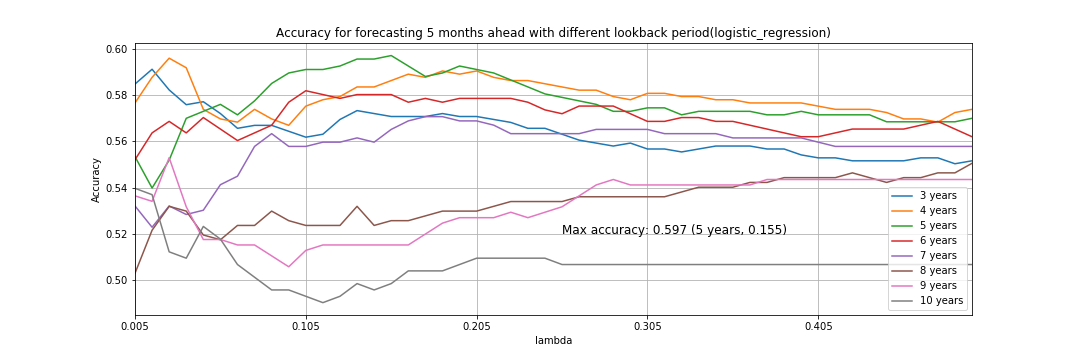 Accuracy for forecasting 5 months ahead with different lookback period(logistic_regression)
Accuracy
0.60
0.58
0.56
0.54
0.52
0.50
Max accuracy: 0.597 (5 years, 0.155)
3 years
4 years
5 years
6 years
7 years
8 years
9 years
10 years
0.005 0.105 0.205 0.305 0.405
lambda